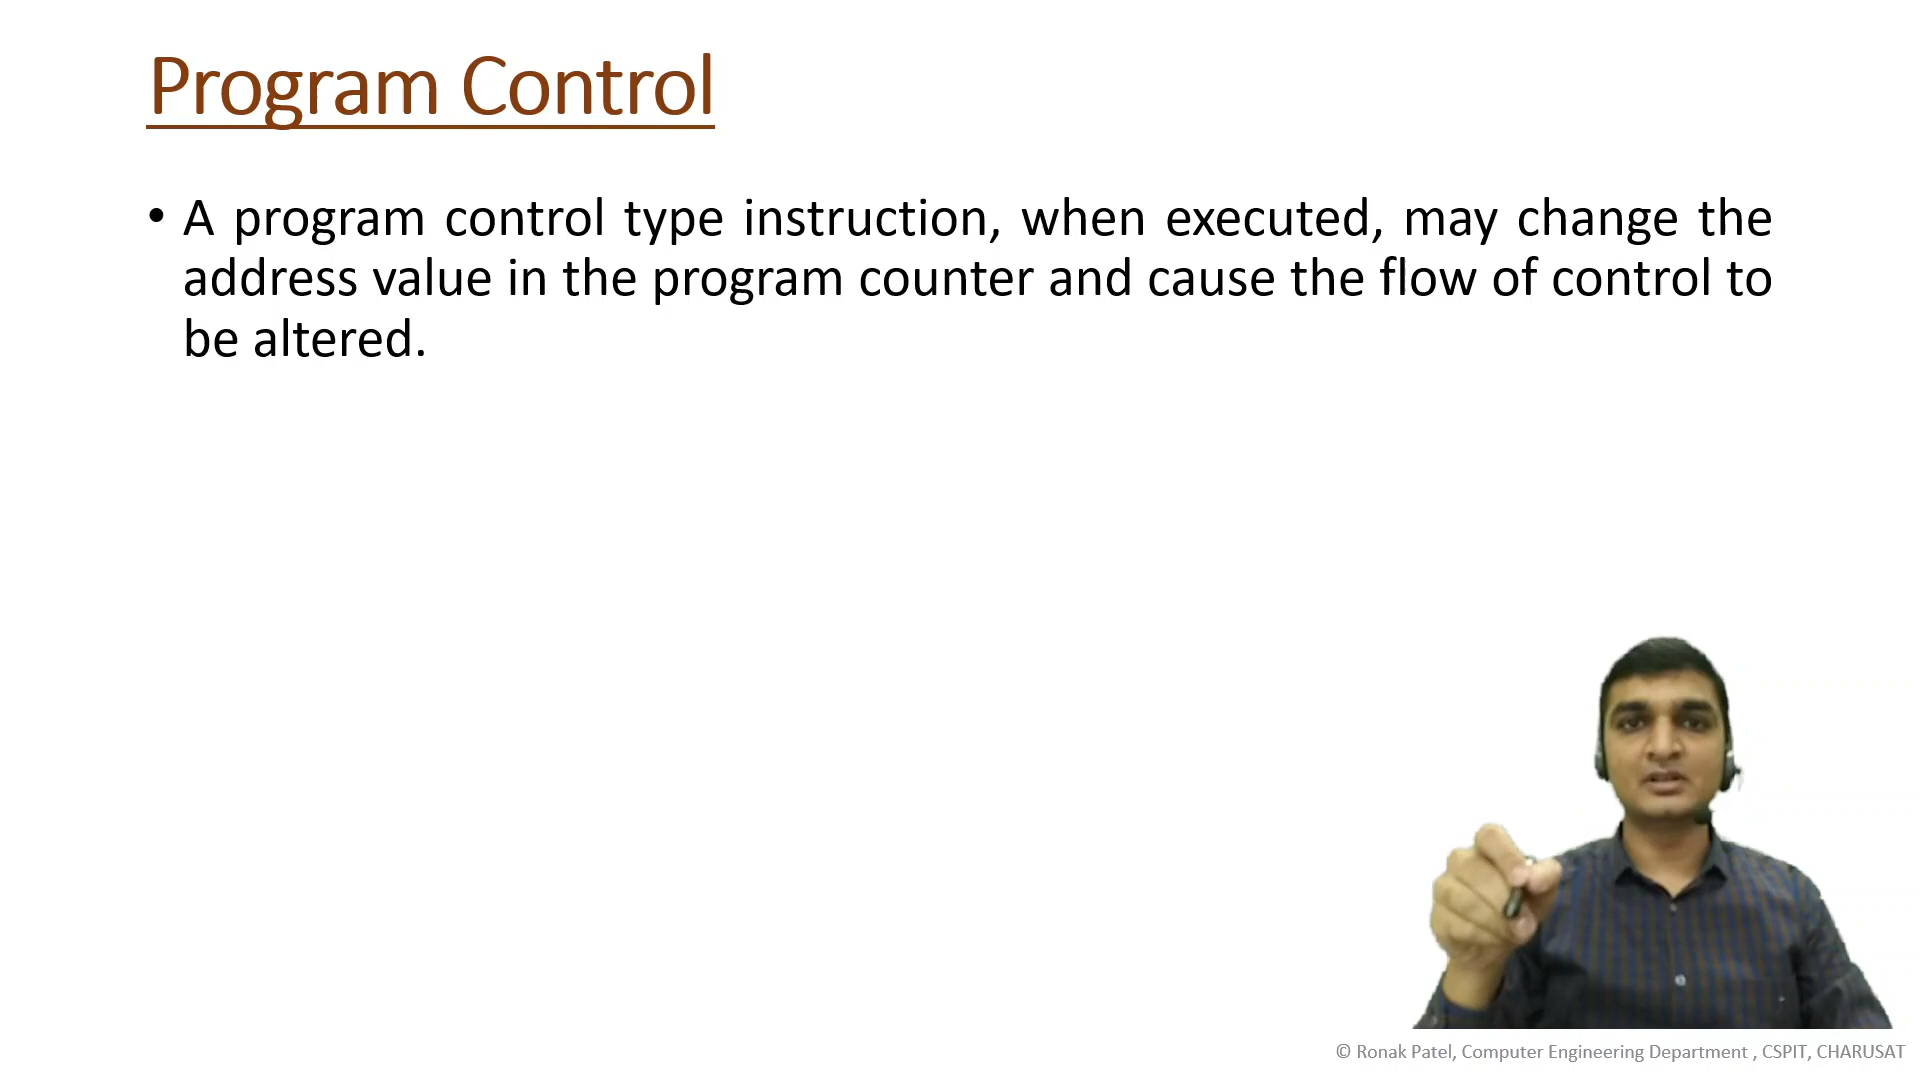 Program Control
• A program control type instruction, when executed, may change the
address value in the program counter and cause the flow of control to
be altered.
© Ronak Patel, Computer Engineering Department , CSPIT, CHARUSAT